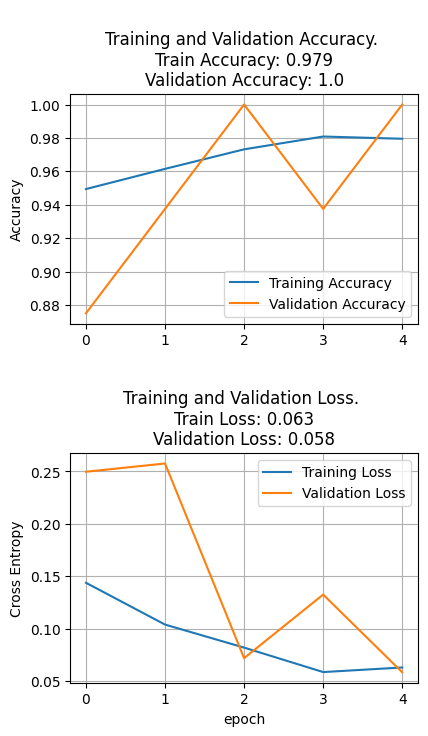 Training and Validation Accuracy.
Train Accuracy: 0.979
Validation Accuracy: 1.0
1.00
0.98
0.96
0.94
0.92
0.90
0.88
Accuracy
Training Accuracy
Validation Accuracy
0 1 2 3 4
Training and Validation Loss.
Train Loss: 0.063
Validation Loss: 0.058
0.25
0.20
0.15
0.10
0.05
Cross Entropy
Training Loss
Validation Loss
0 1 2 3 4
epoch